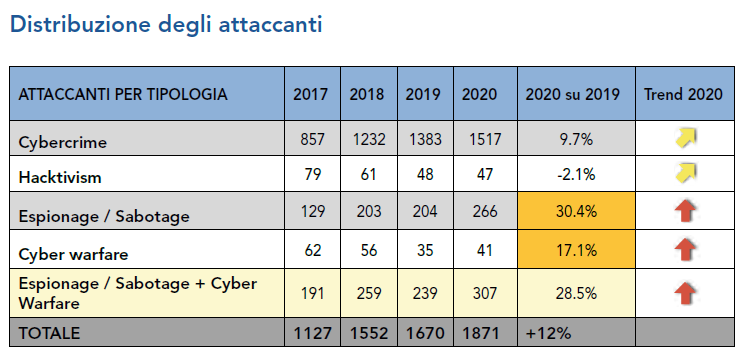 Distribuzione degli attaccanti
ATTACCANTI PER TIPOLOGIA 2017 2018 2019 2020 2020 su 2019 Trend 2020
Cybercrime 857 1232 1383 1517 9.7%
Hacktivism 79 61 48 47 -2.1%
Espionage / Sabotage 129 203 204 266 30.4%
Cyber warfare 62 56 35 41 17.1%
Espionage / Sabotage + Cyber
Warfare 191 259 239 307 28.5%
TOTALE 1127 1552 1670 1871 +12%